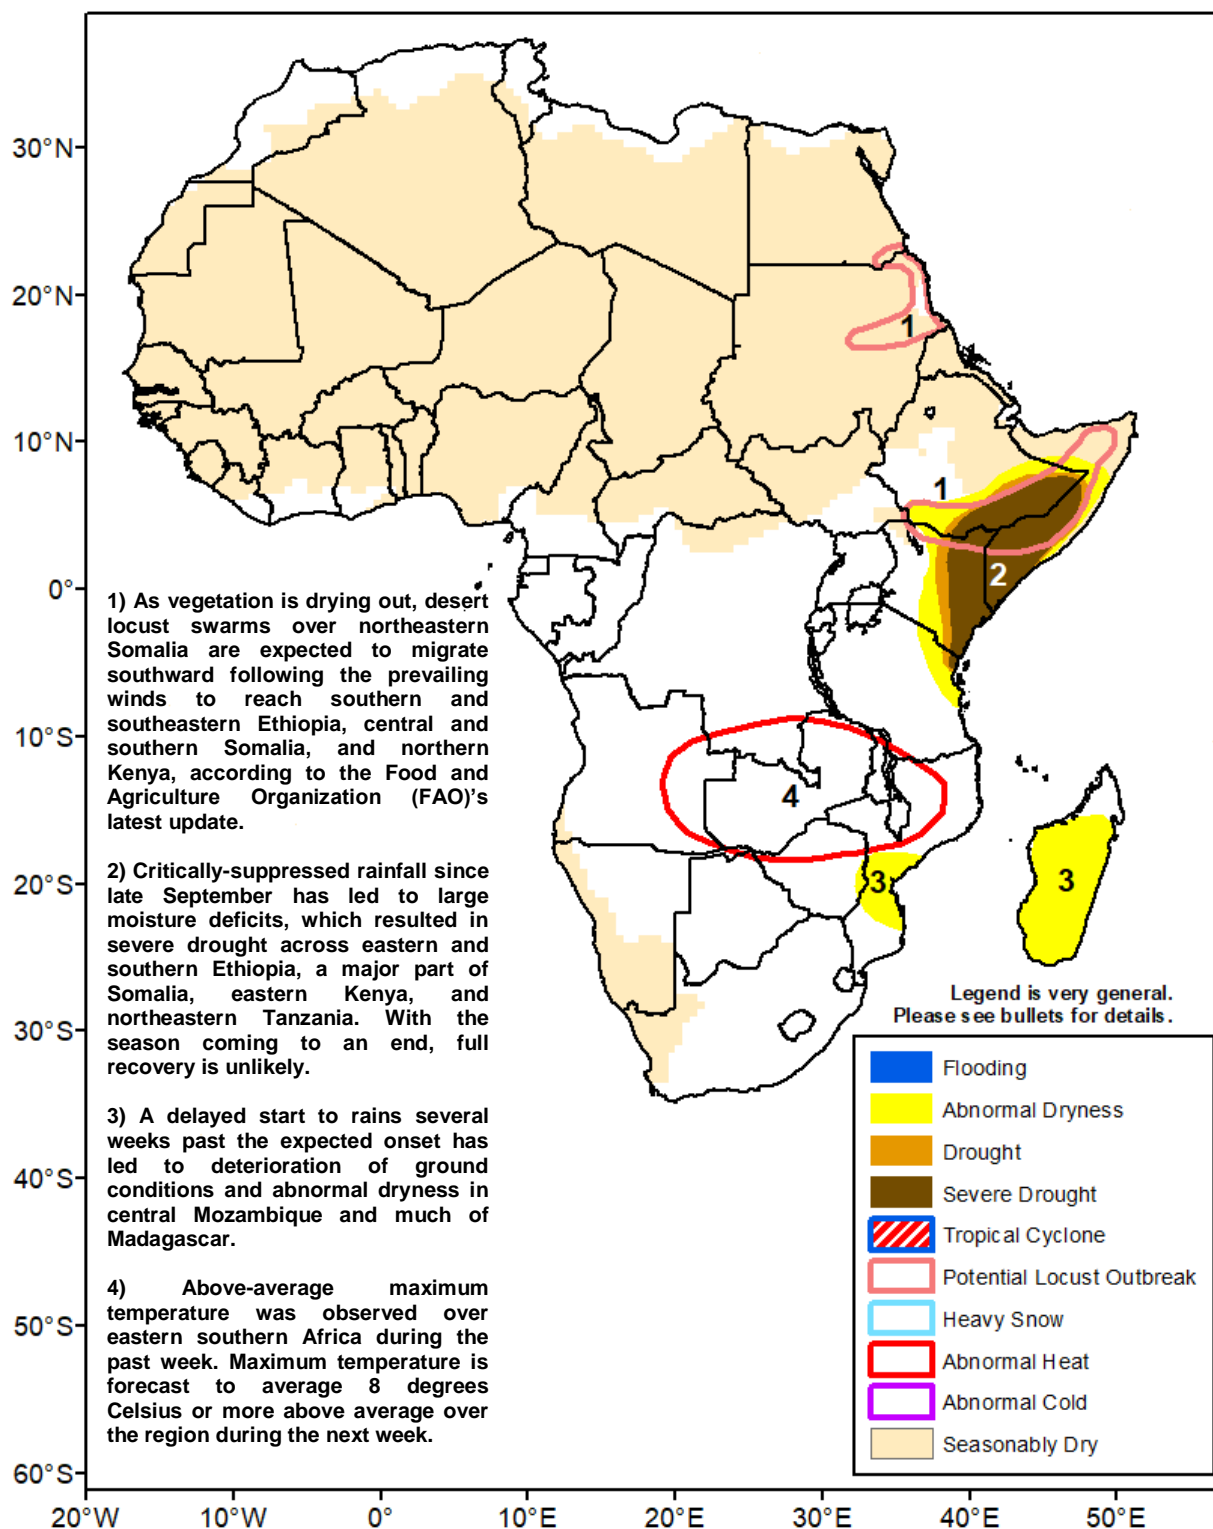 30°N
20°N
10°N
0°
10°S
20°S
30°S
40°S
50°S
60°S
20°W
10°W
0°
10°E
20°E
30°E
40°E
50°E
1
1
2
3
3
4
1) As vegetation is drying out, desert
locust swarms over northeastern
Somalia are expected to migrate
southward following the prevailing
winds to reach southern and
southeastern Ethiopia, central and
southern Somalia, and northern
Kenya, according to the Food and
Agriculture Organization (FAO)'s
latest update.
2) Critically-suppressed rainfall since
late September has led to large
moisture deficits, which resulted in
severe drought across eastern and
southern Ethiopia, a major part of
Somalia, eastern Kenya, and
northeastern Tanzania. With the
season coming to an end, full
recovery is unlikely.
3) A delayed start to rains several
weeks past the expected onset has
led to deterioration of ground
conditions and abnormal dryness in
central Mozambique and much of
Madagascar.
4) Above-average maximum
temperature was observed over
eastern southern Africa during the
past week. Maximum temperature is
forecast to average 8 degrees
Celsius or more above average over
the region during the next week.
Legend is very general.
Please see bullets for details.
Flooding
Abnormal Dryness
Drought
Severe Drought
Tropical Cyclone
Potential Locust Outbreak
Heavy Snow
Abnormal Heat
Abnormal Cold
Seasonably Dry